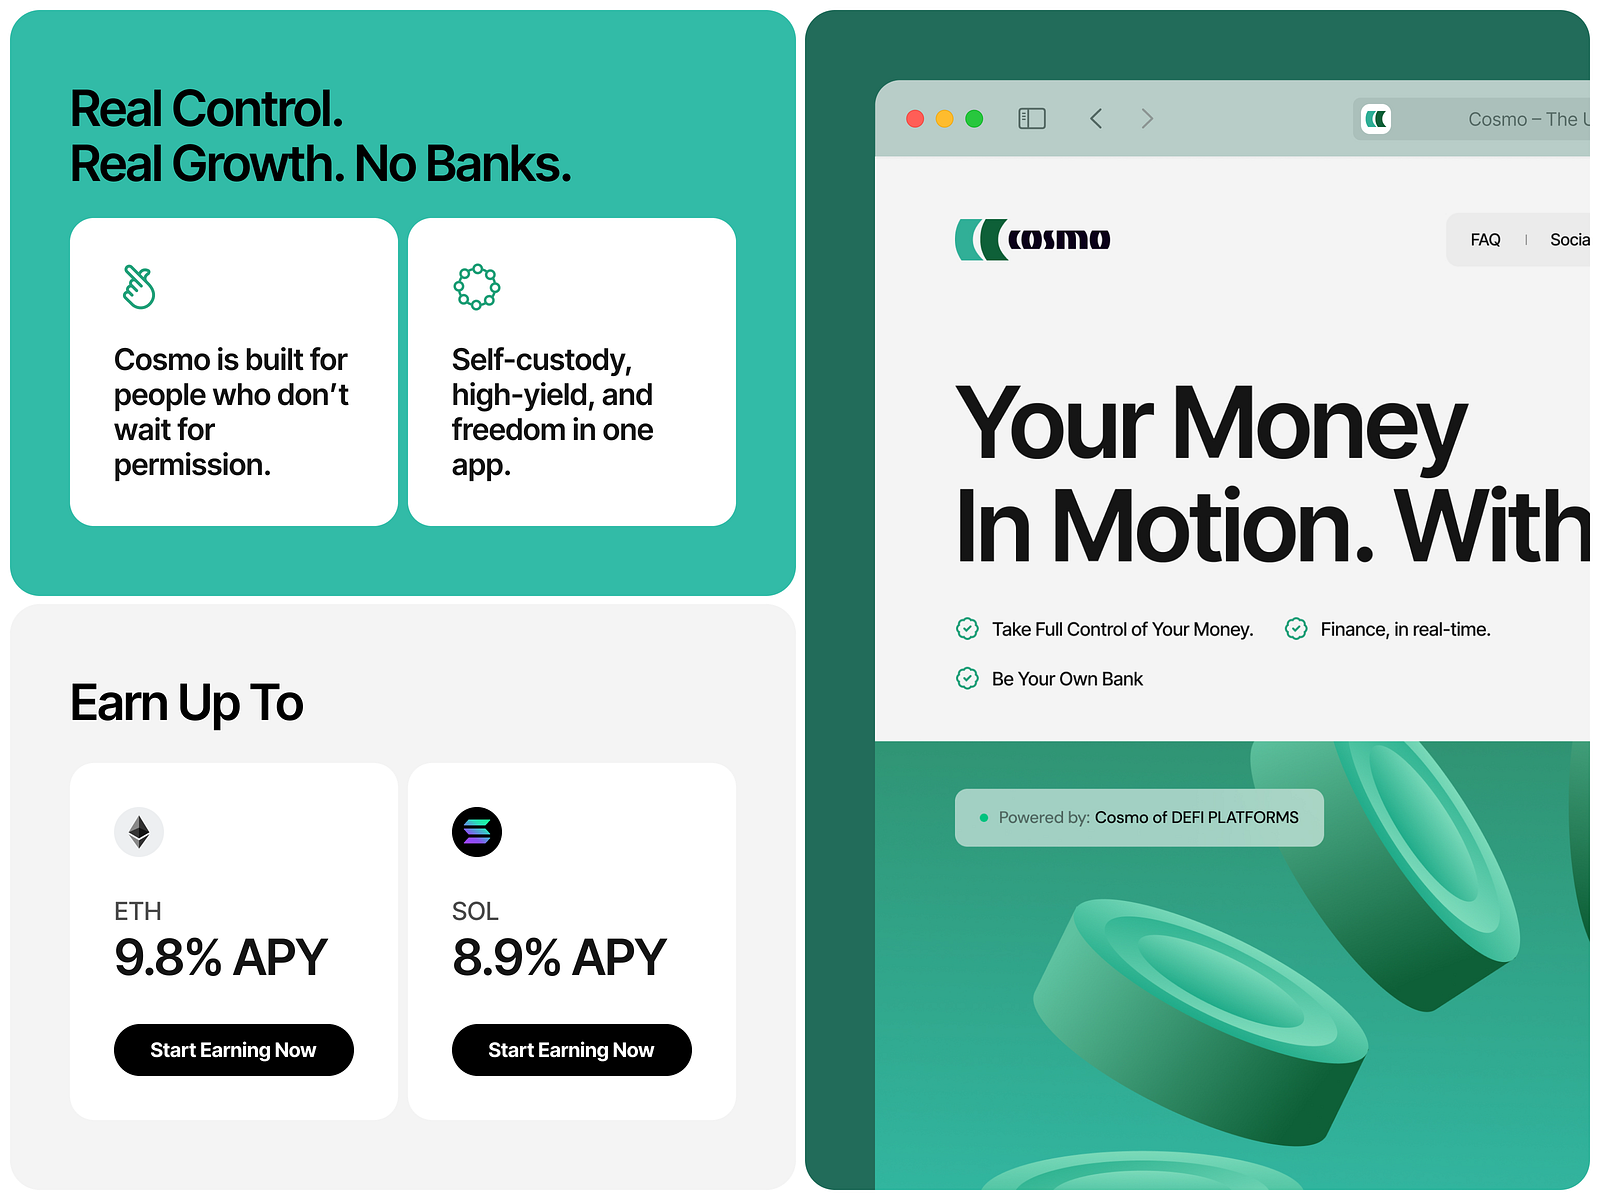 Real Control.
Real Growth. No Banks.
Cosmo is built for
people who don’t
wait for
permission.
Self-custody,
high-yield, and
freedom in one
app.
Earn Up To
ETH
9.8% APY
Start Earning Now
SOL
8.9% APY
Start Earning Now
Cosmo – The
cosmo
FAQ
Your Money
In Motion. With
Take Full Control of Your Money.
Finance, in real-time.
Be Your Own Bank
Powered by: Cosmo of DEFI PLATFORMS